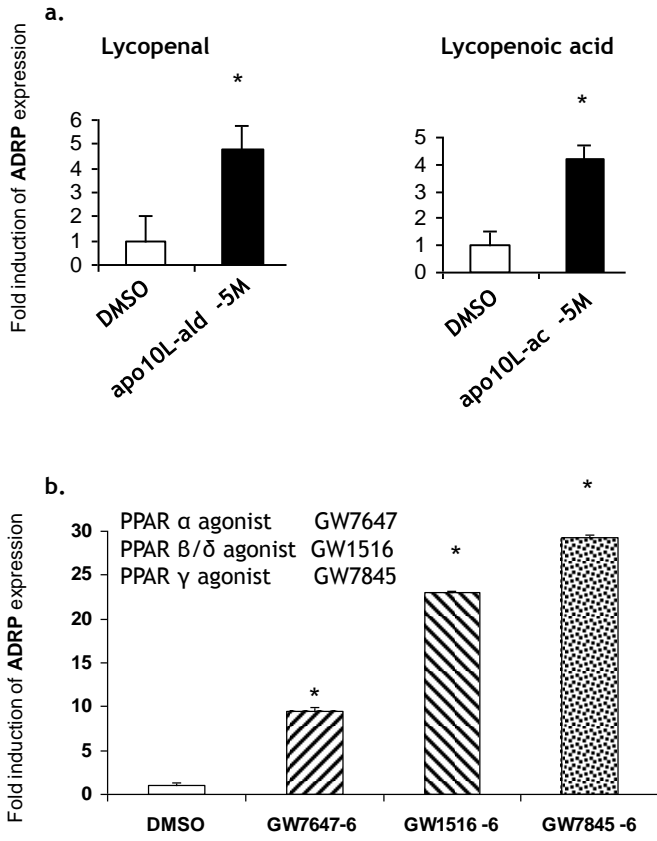 a.
Lycopenal
Lycopenoic acid
Fold induction of ADRP expression
*
*
6
5
4
3
2
1
0
5
4
3
2
1
0
DMSO
apo10L-ald -5M
DMSO
apo10L-ac -5M
b.
Fold induction of ADRP expression
PPAR α agonist GW7647
PPAR ß/δ agonist GW1516
PPAR γ agonist GW7845
*
*
*
30
25
20
15
10
5
0
DMSO
GW7647-6
GW1516 -6
GW7845 -6